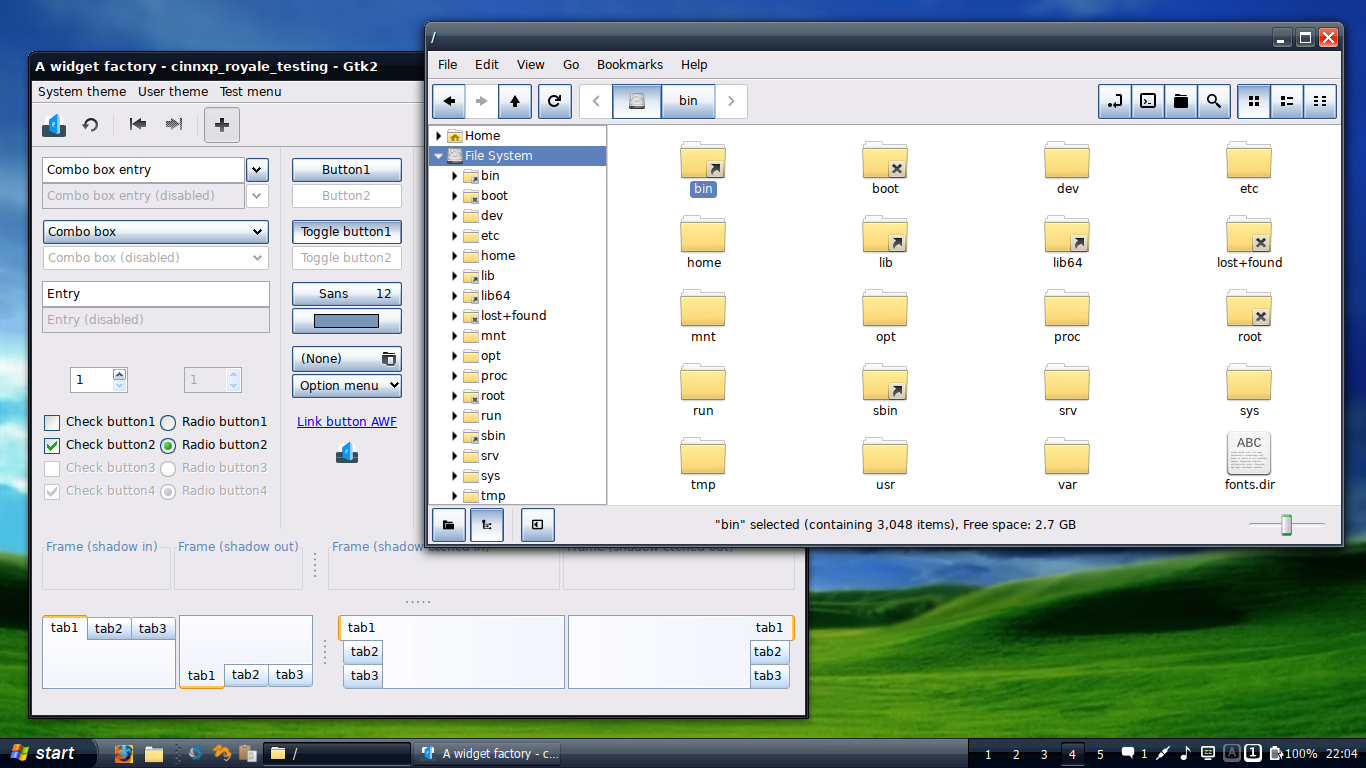 /
File Edit View Go Bookmarks Help
bin
Home
File System
bin
boot
dev
etc
home
lib
lib64
lost+found
mnt
opt
proc
root
run
sbin
srv
sys
tmp
bin boot dev etc
home lib lib64 lost+found
mnt opt proc root
run sbin srv sys
ABC
tmp usr var fonts.dir
"bin" selected (containing 3,048 items), Free space: 2.7 GB
A widget factory - cinnxp_royale_testing - Gtk2
System theme User theme Test menu
Combo box entry
Combo box entry (disabled)
Combo box
Combo box (disabled)
Entry
Entry (disabled)
1 1
Check button1 Radio button1
Check button2 Radio button2
Check button3 Radio button3
Check button4 Radio button4
Button1
Button2
Toggle button1
Toggle button2
Sans 12
(None)
Option menu
Link button AWF
Frame (shadow in) Frame (shadow out) Frame (shadow etched in) Frame (shadow etched out)
tab1 tab2 tab3
tab1 tab2 tab3
tab1
tab2
tab3
tab1
tab2
tab3
start / A widget factory - c... 1 2 3 4 5 1 A 1 100% 22:04